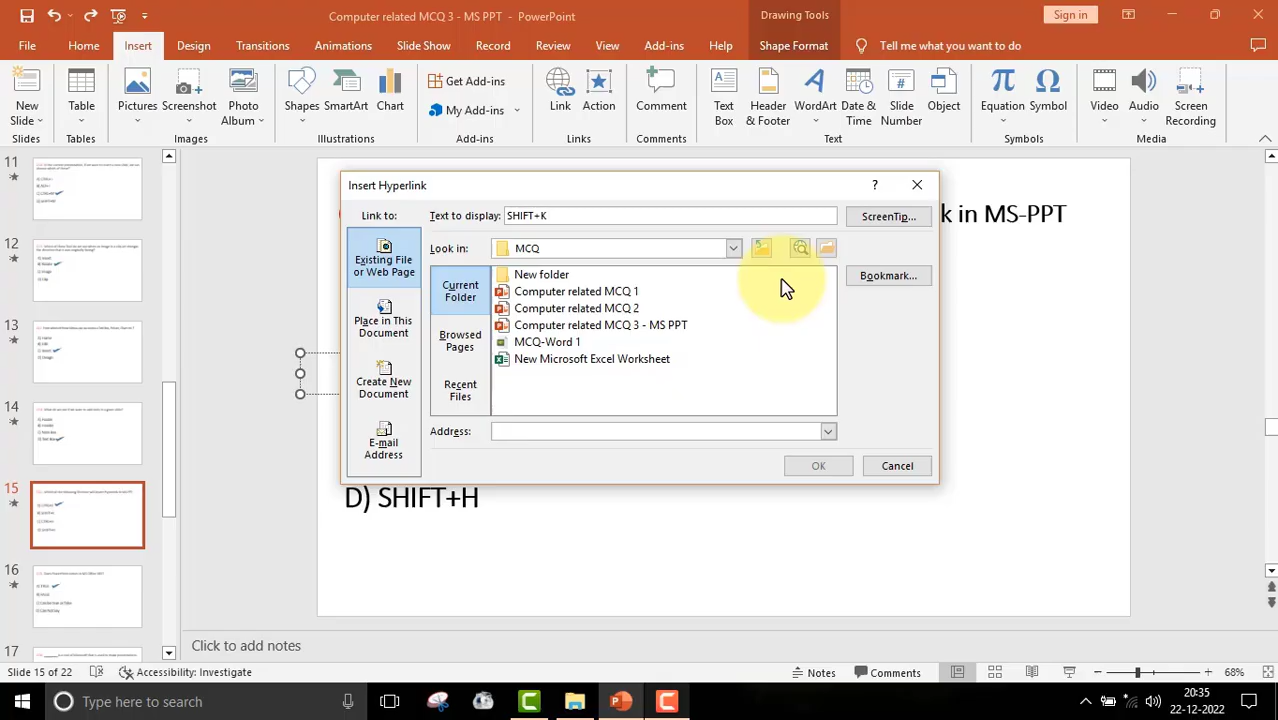 Computer related MCQ 3 - MS PPT - PowerPoint
Drawing Tools
Sign in
File Home Insert Design Transitions Animations Slide Show Record Review View Add-ins Help Shape Format Tell me what you want to do
New Slide
Table
Pictures
Screenshot
Photo Album
Shapes
SmartArt
Chart
Get Add-ins
My Add-ins
Link
Action
Comment
Text Box
Header & Footer
WordArt
Date & Time
Slide Number
Object
Equation
Symbol
Video
Audio
Screen Recording
Slides Tables Images Illustrations Add-ins Links Comments Text Symbols Media
11
12
13
14
15
16
17
k in MS-PPT
Insert Hyperlink
?
Link to:
Text to display: SHIFT+K
ScreenTip...
Existing File or Web Page
Look in: MCQ
Bookmark...
Place in This Document
Create New Document
E-mail Address
Current Folder
Browsed Pages
Recent Files
New folder
Computer related MCQ 1
Computer related MCQ 2
Computer related MCQ 3 - MS PPT
MCQ-Word 1
New Microsoft Excel Worksheet
Address:
OK Cancel
D) SHIFT+H
Click to add notes
Slide 15 of 22 Accessibility: Investigate Notes Comments 68%
Type here to search
20:35
22-12-2022